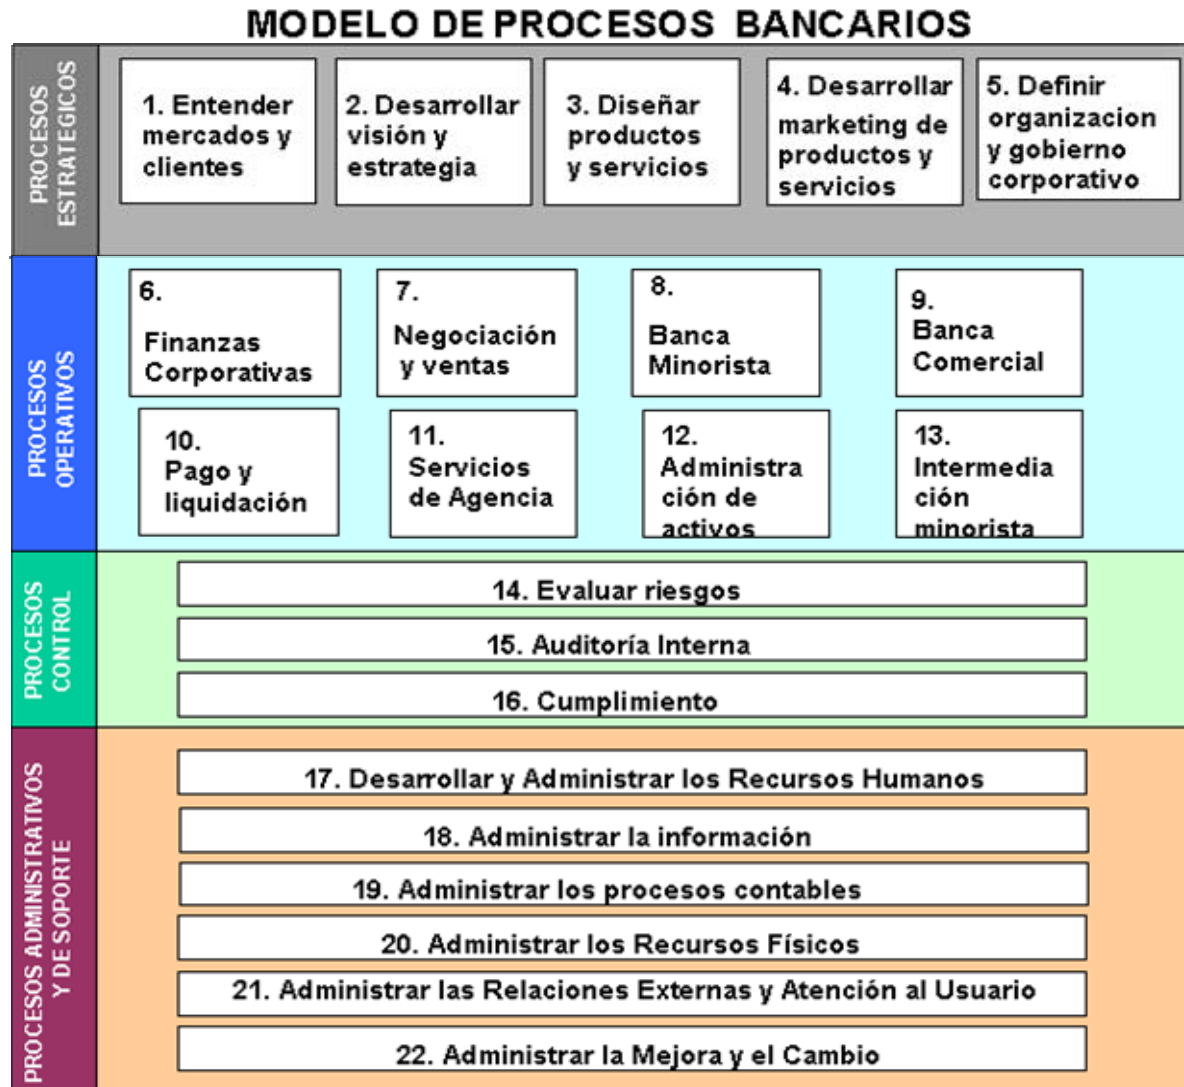 MODELO DE PROCESOS BANCARIOS
PROCESOS
ESTRATEGICOS
1. Entender
mercados y
clientes
2. Desarrollar
visión y
estrategia
3. Diseñar
productos
y servicios
4. Desarrollar
marketing de
productos y
servicios
5. Definir
organizacion
y gobierno
corporativo
PROCESOS
OPERATIVOS
6.
Finanzas
Corporativas
7.
Negociación
y ventas
8.
Banca
Minorista
9.
Banca
Comercial
10.
Pago y
liquidación
11.
Servicios
de Agencia
12.
Administra
ción de
activos
13.
Intermedia
ción
minorista
PROCESOS
CONTROL
14. Evaluar riesgos
15. Auditoría Interna
16. Cumplimiento
PROCESOS ADMINISTRATIVOS
Y DE SOPORTE
17. Desarrollar y Administrar los Recursos Humanos
18. Administrar la información
19. Administrar los procesos contables
20. Administrar los Recursos Físicos
21. Administrar las Relaciones Externas y Atención al Usuario
22. Administrar la Mejora y el Cambio